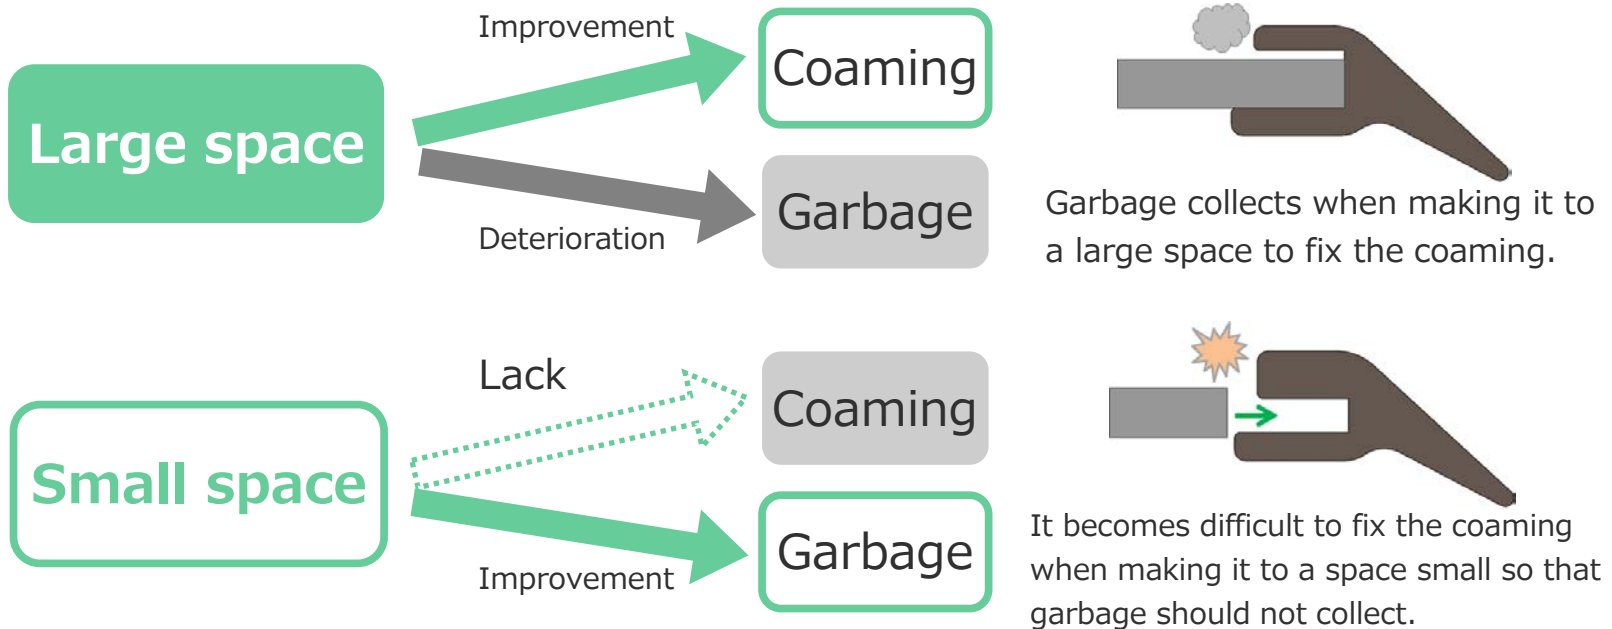 Improvement
Coaming
Large space
Garbage
Deterioration
Garbage collects when making it to
a large space to fix the coaming.
Lack
Coaming
Small space
Garbage
Improvement
It becomes difficult to fix the coaming
when making it to a space small so that
garbage should not collect.